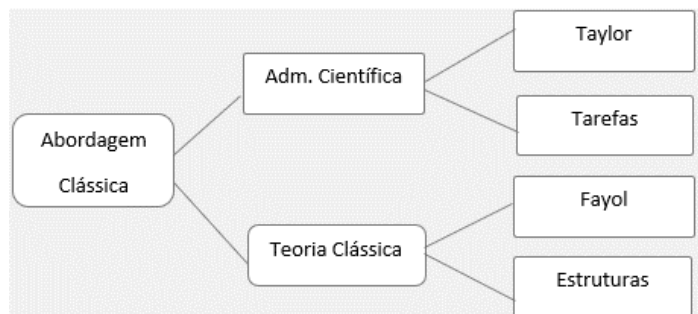 Abordagem
Clássica
Adm. Científica
Taylor
Tarefas
Teoria Clássica
Fayol
Estruturas